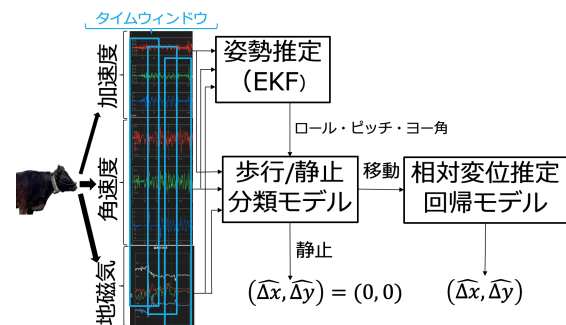 タイムウィンドウ
加速度
角速度
地磁気
姿勢推定
（EKF）
ロール・ピッチ・ヨー角
歩行/静止
分類モデル
移動
相対変位推定
回帰モデル
静止
(Δx̂, Δŷ) = (0, 0)
(Δx̂, Δŷ)